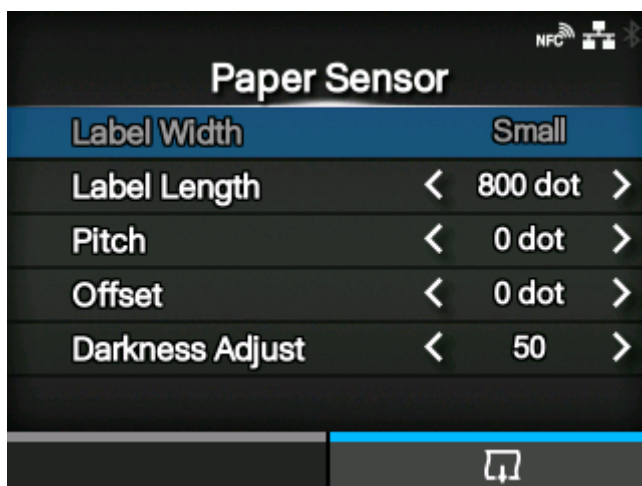 NFC
Paper Sensor
Label Width Small
Label Length < 800 dot >
Pitch < 0 dot >
Offset < 0 dot >
Darkness Adjust < 50 >